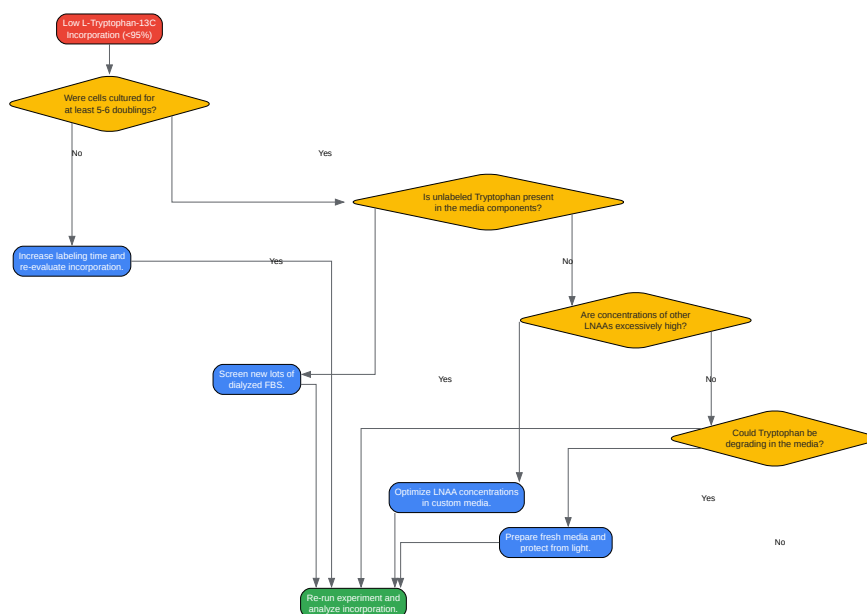 Low L-Tryptophan-13C
Incorporation (<95%)
Were cells cultured for
at least 5-6 doublings?
No
Yes
Is unlabeled Tryptophan present
in the media components?
Increase labeling time and
re-evaluate incorporation.
Yes
No
Are concentrations of other
LNAAs excessively high?
Screen new lots of
dialyzed FBS.
Yes
No
Could Tryptophan be
degrading in the media?
Optimize LNAA concentrations
in custom media.
Yes
Prepare fresh media and
protect from light.
No
Re-run experiment and
analyze incorporation.